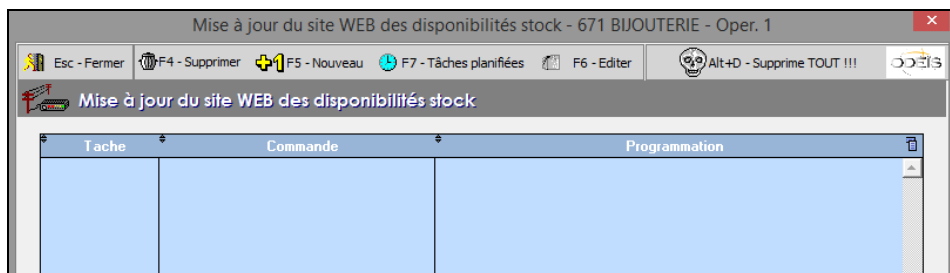 Mise à jour du site WEB des disponibilités stock - 671 BIJOUTERIE - Oper. 1
Esc - Fermer F4 - Supprimer F5 - Nouveau F7 - Tâches planifiées F6 - Editer Alt+D - Supprime TOUT !!!
Mise à jour du site WEB des disponibilités stock
Tache Commande Programmation